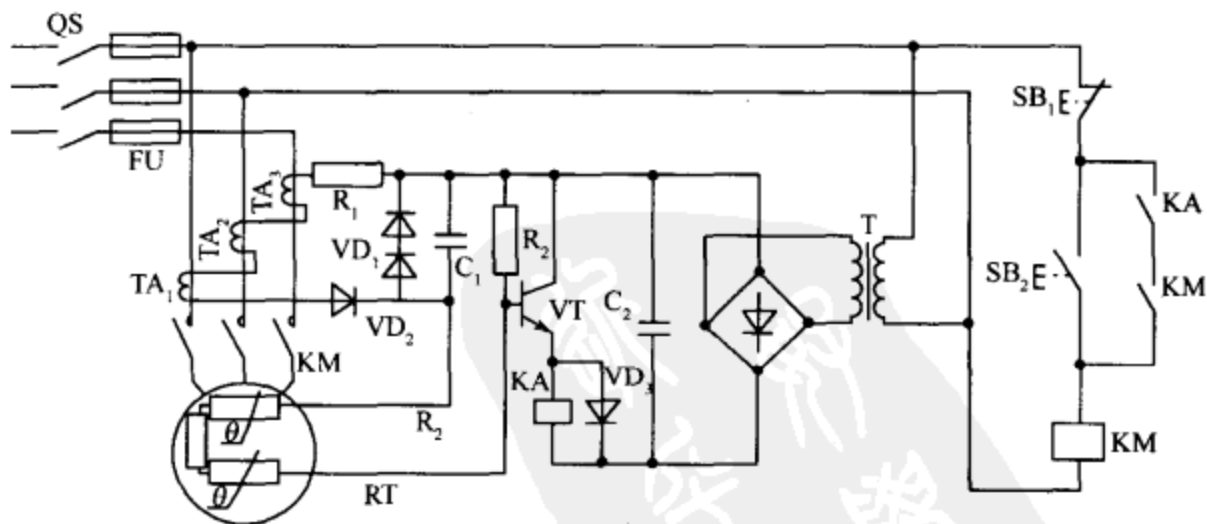 QS
FU
TA₃
TA₂
TA₁
R₁
VD₁
C₁
VD₂
KM
R₂
VT
KA
VD₃
C₂
T
SB₁
KA
SB₂
KM
KM
R₂
RT
θ
θ